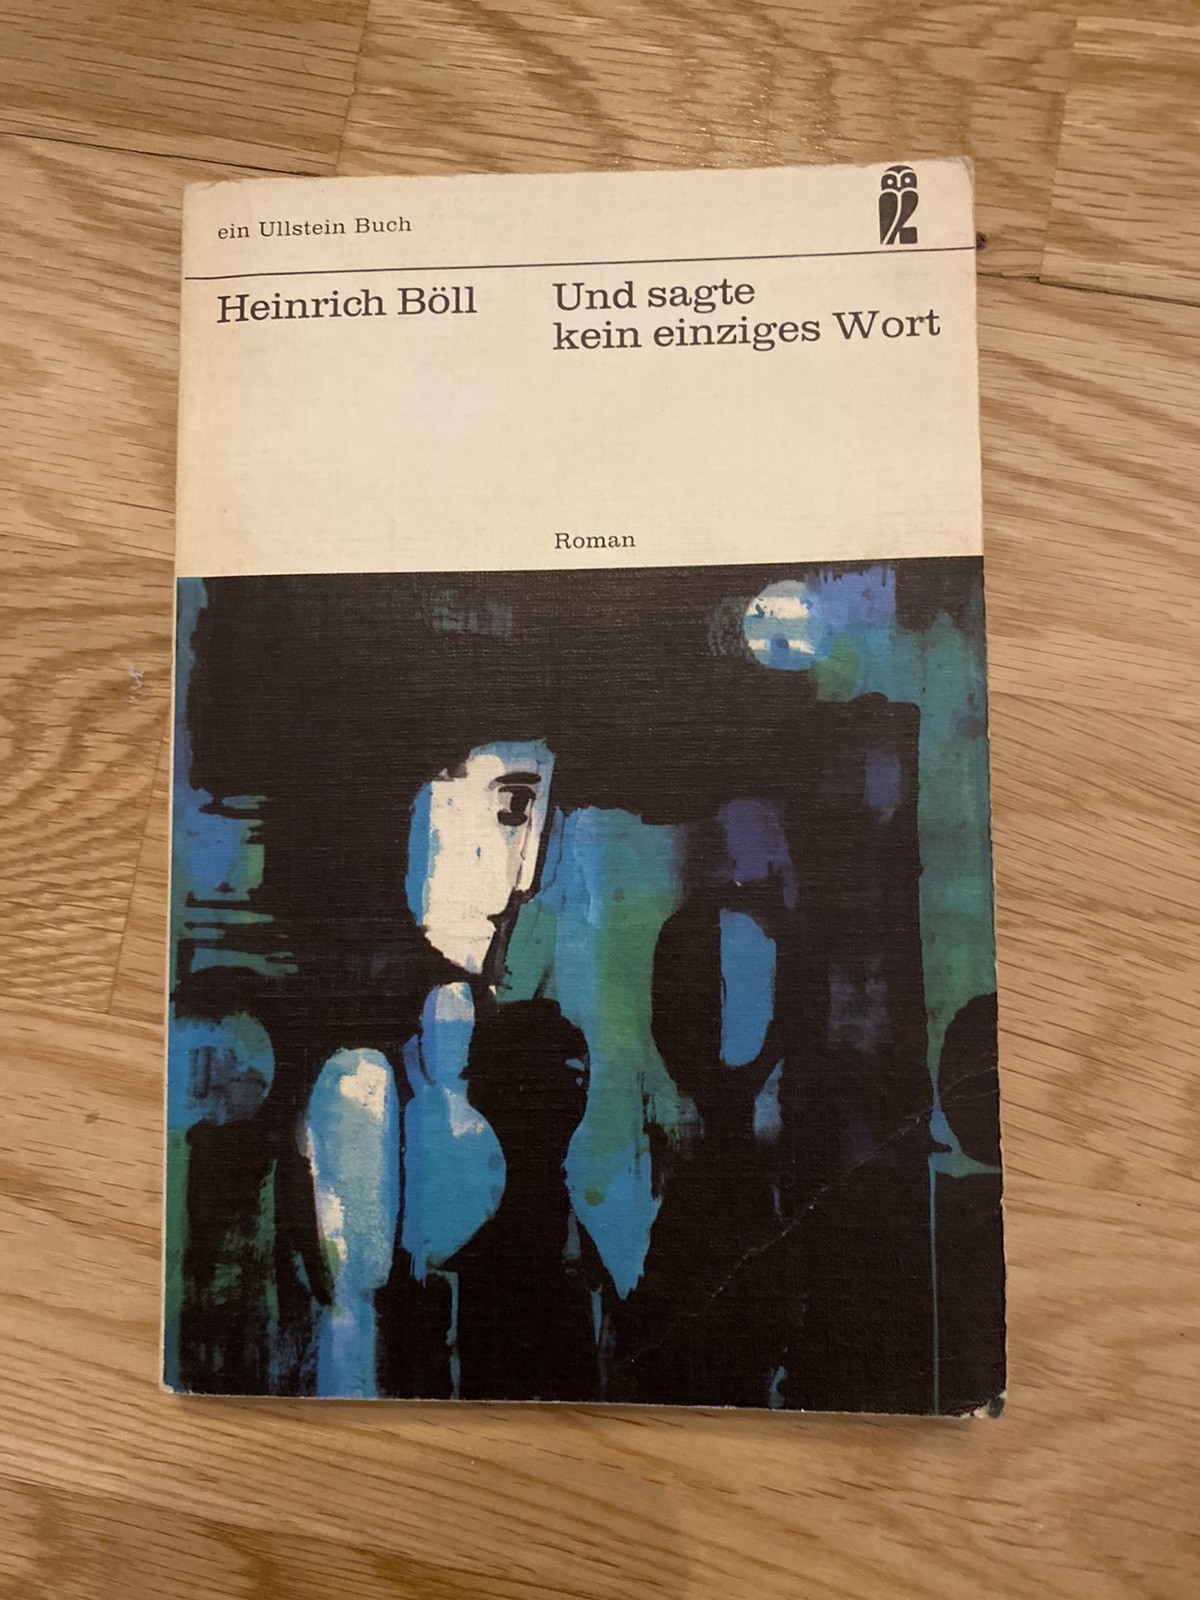 ein Ullstein Buch
Heinrich Böll
Und sagte
kein einziges Wort
Roman